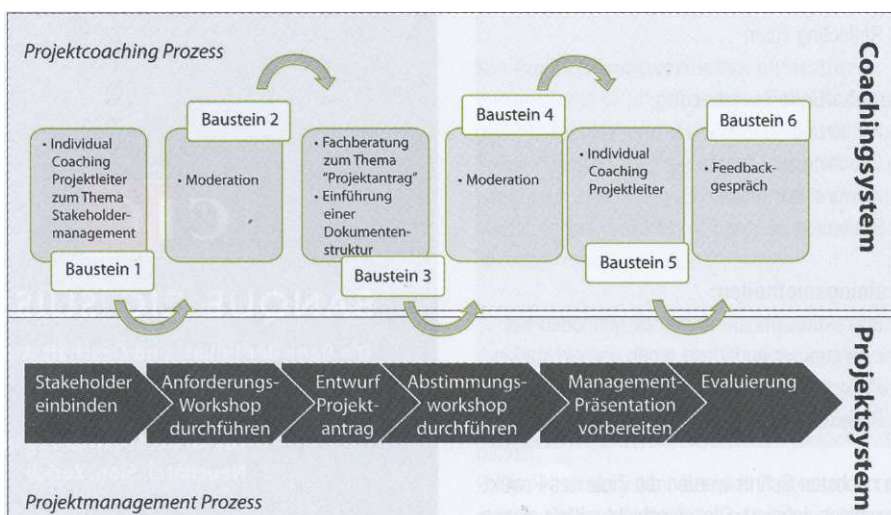 Projektcoaching Prozess
Coachingsystem
Baustein 2
Baustein 4
Baustein 6
• Individual
Coaching
Projektleiter
zum Thema
Stakeholder-
management
• Moderation
• Fachberatung
zum Thema
"Projektantrag"
• Einführung
einer
Dokumenten-
struktur
• Moderation
• Individual
Coaching
Projektleiter
• Feedback-
gespräch
Baustein 1
Baustein 3
Baustein 5
Stakeholder
einbinden
Anforderungs-
Workshop
durchführen
Entwurf
Projekt-
antrag
Abstimmungs-
workshop
durchführen
Management-
Präsentation
vorbereiten
Evaluierung
Projektsystem
Projektmanagement Prozess